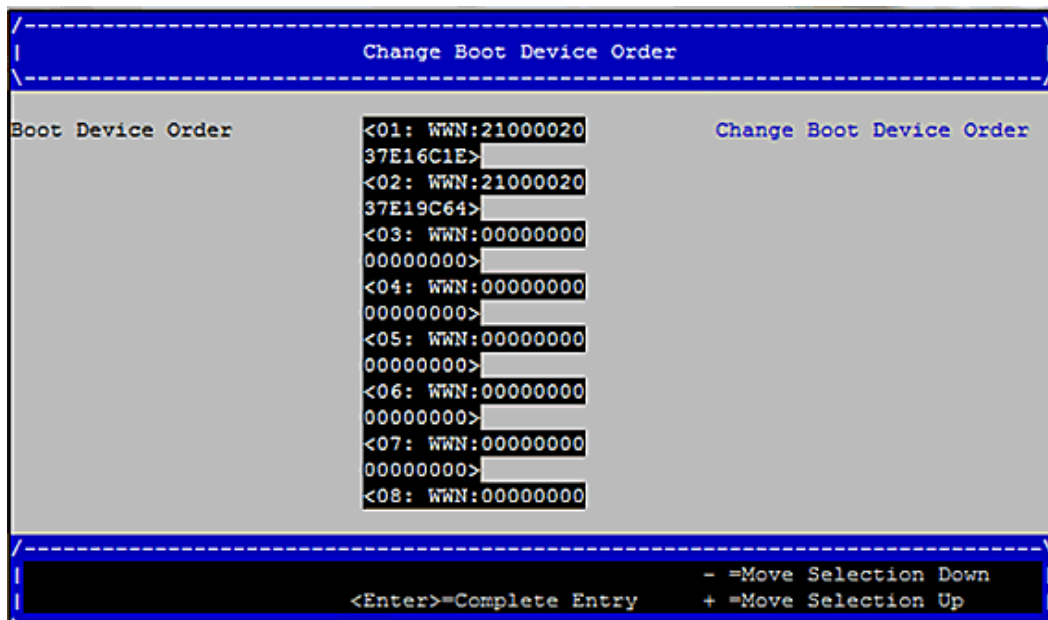 /------------------------------------------------------------------------------\
| Change Boot Device Order |
\------------------------------------------------------------------------------/
Boot Device Order <01: WWN:21000020 Change Boot Device Order
37E16C1E>
<02: WWN:21000020
37E19C64>
<03: WWN:00000000
00000000>
<04: WWN:00000000
00000000>
<05: WWN:00000000
00000000>
<06: WWN:00000000
00000000>
<07: WWN:00000000
00000000>
<08: WWN:00000000
/------------------------------------------------------------------------------\
| - =Move Selection Down |
| <Enter>=Complete Entry + =Move Selection Up |